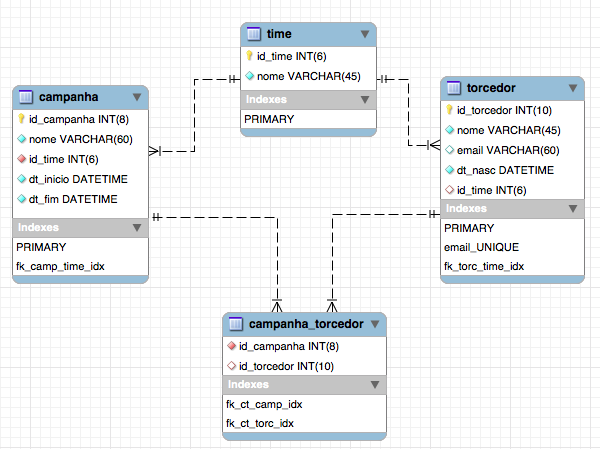 time
id_time INT(6)
nome VARCHAR(45)
Indexes
PRIMARY
campanha
id_campanha INT(8)
nome VARCHAR(60)
id_time INT(6)
dt_inicio DATETIME
dt_fim DATETIME
Indexes
PRIMARY
fk_camp_time_idx
torcedor
id_torcedor INT(10)
nome VARCHAR(45)
email VARCHAR(60)
dt_nasc DATETIME
id_time INT(6)
Indexes
PRIMARY
email_UNIQUE
fk_torc_time_idx
campanha_torcedor
id_campanha INT(8)
id_torcedor INT(10)
Indexes
fk_ct_camp_idx
fk_ct_torc_idx